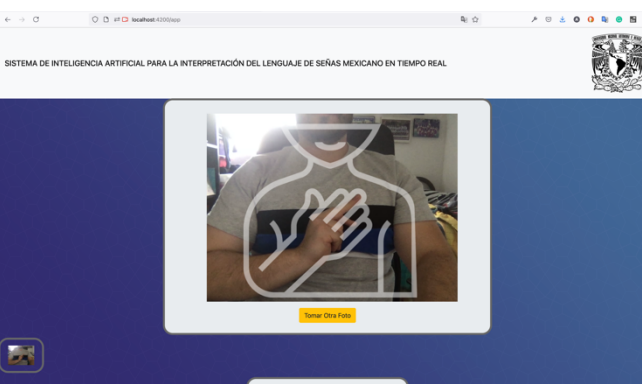 localhost:4200/app
SISTEMA DE INTELIGENCIA ARTIFICIAL PARA LA INTERPRETACIÓN DEL LENGUAJE DE SEÑAS MEXICANO EN TIEMPO REAL
Tomar Otra Foto